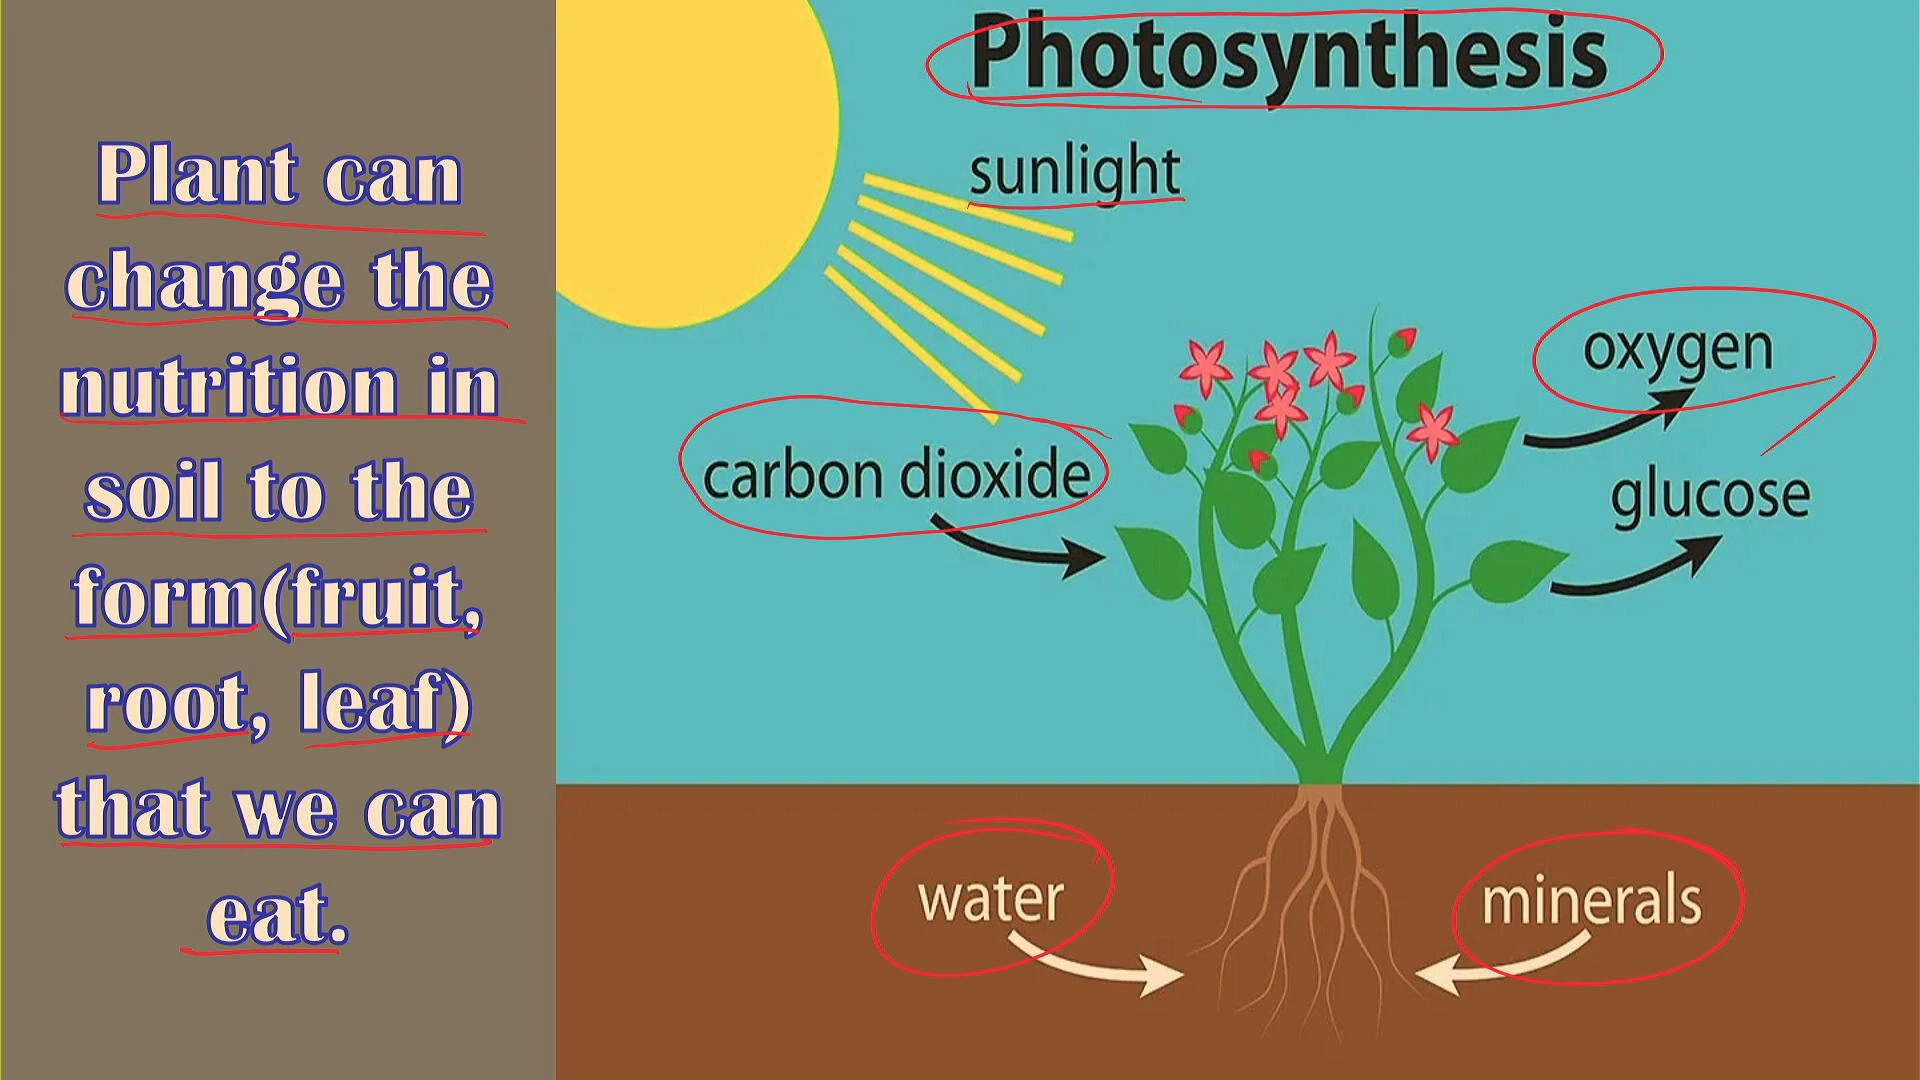 Plant can
change the
nutrition in
soil to the
form(fruit,
root, leaf)
that we can
eat.
Photosynthesis
sunlight
oxygen
carbon dioxide
glucose
water
minerals